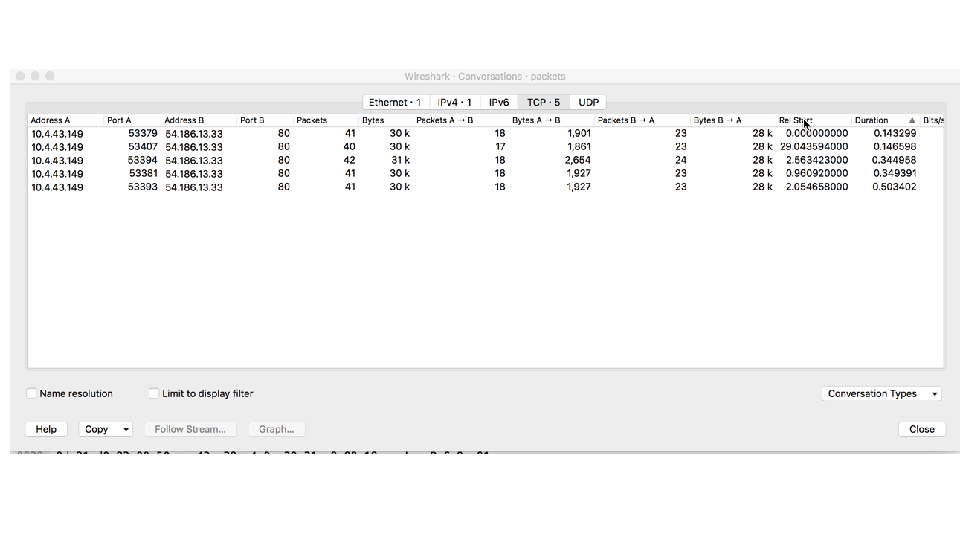 Wireshark · Conversations · packets
Ethernet · 1 IPv4 · 1 IPv6 TCP · 5 UDP
Address A Port A Address B Port B Packets Bytes Packets A → B Bytes A → B Packets B → A Bytes B → A Rel Start Duration Bits/s
10.4.43.149 53379 54.186.13.33 80 41 30 k 18 1,901 23 28 k 0.000000000 0.143299
10.4.43.149 53407 54.186.13.33 80 40 30 k 17 1,861 23 28 k 29.043594000 0.146598
10.4.43.149 53394 54.186.13.33 80 42 31 k 18 2,654 24 28 k 2.563423000 0.344958
10.4.43.149 53381 54.186.13.33 80 41 30 k 18 1,927 23 28 k 0.960920000 0.349391
10.4.43.149 53393 54.186.13.33 80 41 30 k 18 1,927 23 28 k 2.054658000 0.503402
Name resolution Limit to display filter Conversation Types
Help Copy Follow Stream... Graph... Close